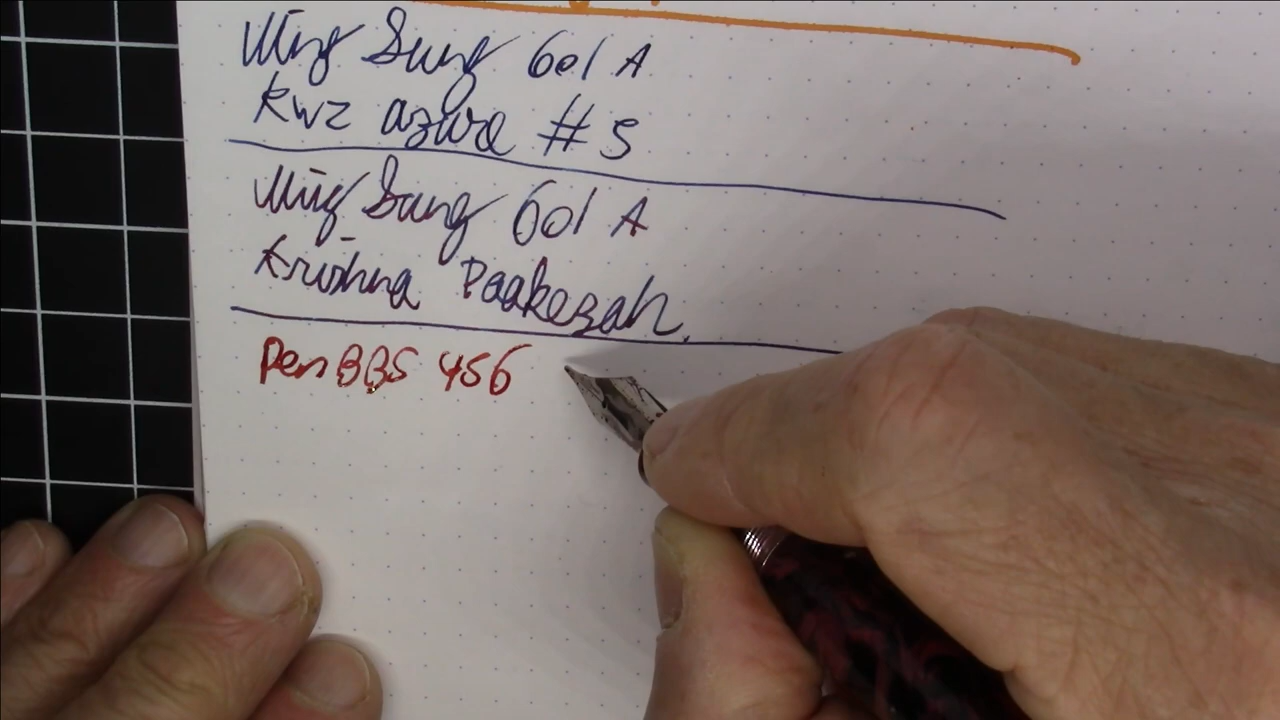 Wing Sung 601 A
KWZ azure #5
Wing Sung 601 A
Krishna Paakezah
PenBBS 456